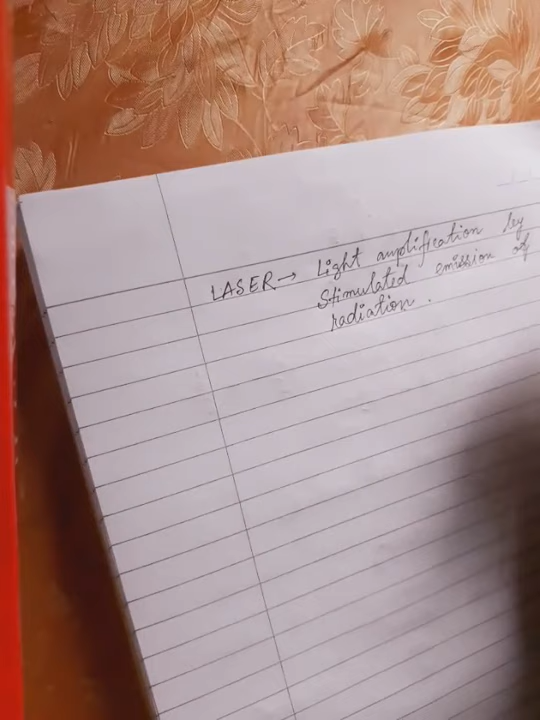 LASER → Light amplification by
Stimulated emission of
radiation.